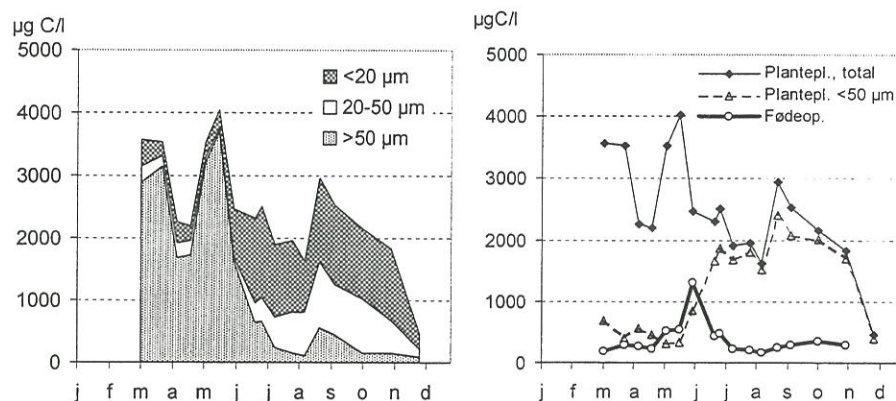 µg C/l
5000
4000
3000
2000
1000
0
<20 µm
20-50 µm
>50 µm
j f m a m j j a s o n d
µgC/l
5000
4000
3000
2000
1000
0
Plantepl., total
Plantepl. <50 µm
Fødeop.
j f m a m j j a s o n d